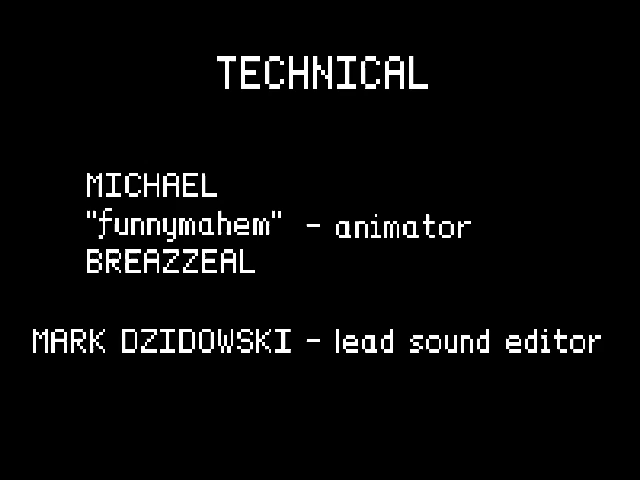 TECHNICAL
MICHAEL
"funnymahem" - animator
BREAZZEAL
MARK DZIDOWSKI - lead sound editor